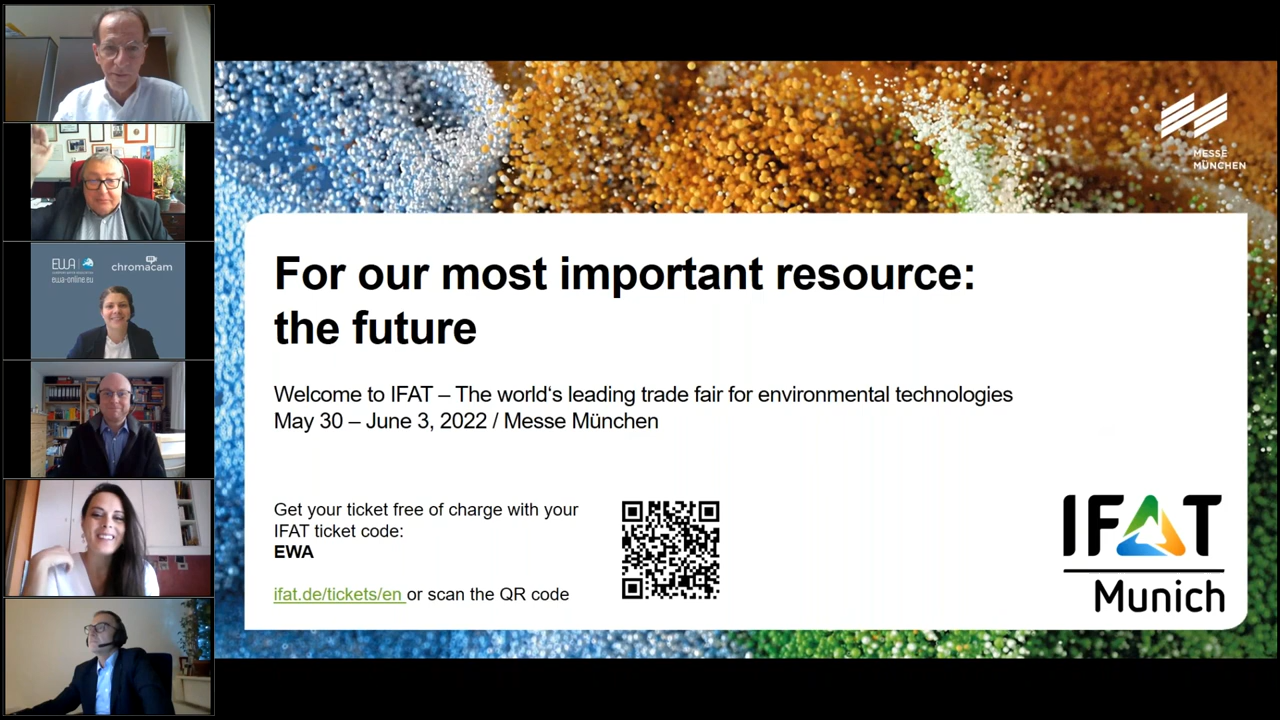 EWA
ewa-online.eu
chromacam
MESSE
MÜNCHEN
For our most important resource:
the future
Welcome to IFAT – The world‘s leading trade fair for environmental technologies
May 30 – June 3, 2022 / Messe München
Get your ticket free of charge with your
IFAT ticket code:
EWA
ifat.de/tickets/en or scan the QR code
IFAT
Munich